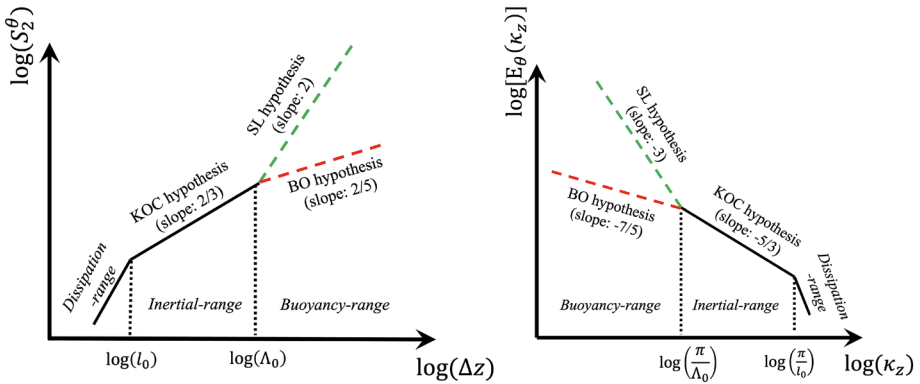 log(S₂^θ)
SL hypothesis
(slope: 2)
KOC hypothesis
(slope: 2/3)
BO hypothesis
(slope: 2/5)
Dissipation
-range
Inertial-range
Buoyancy-range
log(l₀)
log(Λ₀)
log(Δz)
log[E_θ(κ_z)]
SL hypothesis
(slope: -3)
BO hypothesis
(slope: -7/5)
KOC hypothesis
(slope: -5/3)
Dissipation
-range
Buoyancy-range
Inertial-range
log(π/Λ₀)
log(π/l₀)
log(κ_z)